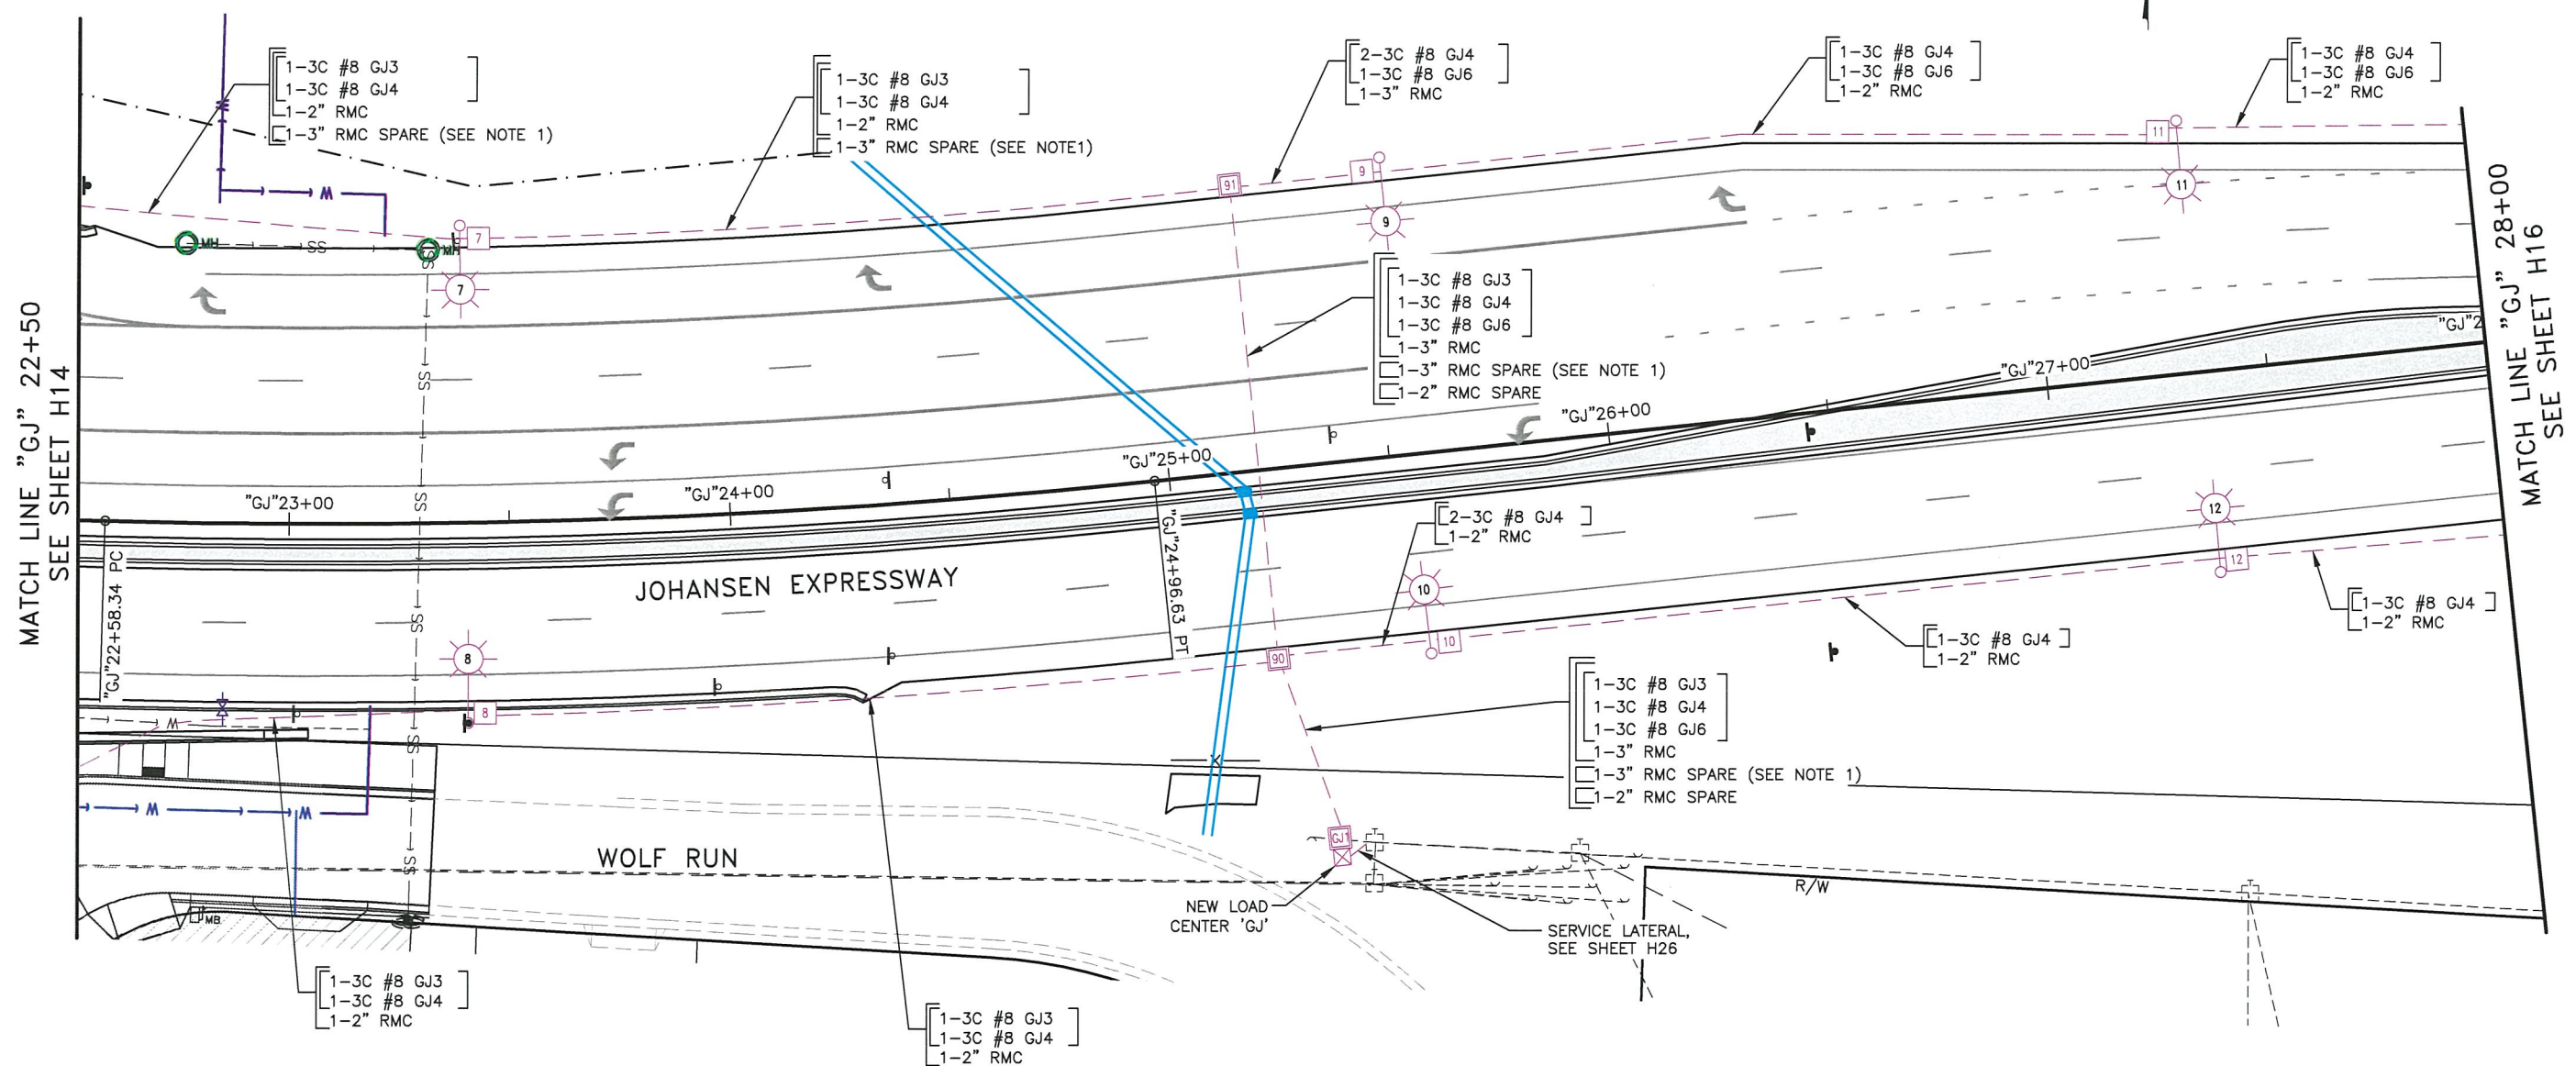 1-3C #8 GJ3
1-3C #8 GJ4
1-2" RMC
1-3" RMC SPARE (SEE NOTE 1)
1-3C #8 GJ3
1-3C #8 GJ4
1-2" RMC
1-3" RMC SPARE (SEE NOTE1)
2-3C #8 GJ4
1-3C #8 GJ6
1-3" RMC
1-3C #8 GJ4
1-3C #8 GJ6
1-2" RMC
1-3C #8 GJ4
1-3C #8 GJ6
1-2" RMC
W
W
MH
SS
MH
7
7
91
9
9
11
11
SS
SS
SS
SS
SS
SS
SS
1-3C #8 GJ3
1-3C #8 GJ4
1-3C #8 GJ6
1-3" RMC
1-3" RMC SPARE (SEE NOTE 1)
1-2" RMC SPARE
MATCH LINE "GJ" 22+50
SEE SHEET H14
MATCH LINE "GJ" 28+00
SEE SHEET H16
"GJ"23+00
"GJ"24+00
"GJ"25+00
"GJ"26+00
"GJ"27+00
"GJ"2
"GJ"22+58.34 PC
"GJ"24+96.63 PT
JOHANSEN EXPRESSWAY
2-3C #8 GJ4
1-2" RMC
10
10
12
12
1-3C #8 GJ4
1-2" RMC
1-3C #8 GJ4
1-2" RMC
8
8
90
W
W
W
1-3C #8 GJ3
1-3C #8 GJ4
1-3C #8 GJ6
1-3" RMC
1-3" RMC SPARE (SEE NOTE 1)
1-2" RMC SPARE
X
GJ1
WOLF RUN
MB
NEW LOAD
CENTER 'GJ'
SERVICE LATERAL,
SEE SHEET H26
R/W
1-3C #8 GJ3
1-3C #8 GJ4
1-2" RMC
1-3C #8 GJ3
1-3C #8 GJ4
1-2" RMC